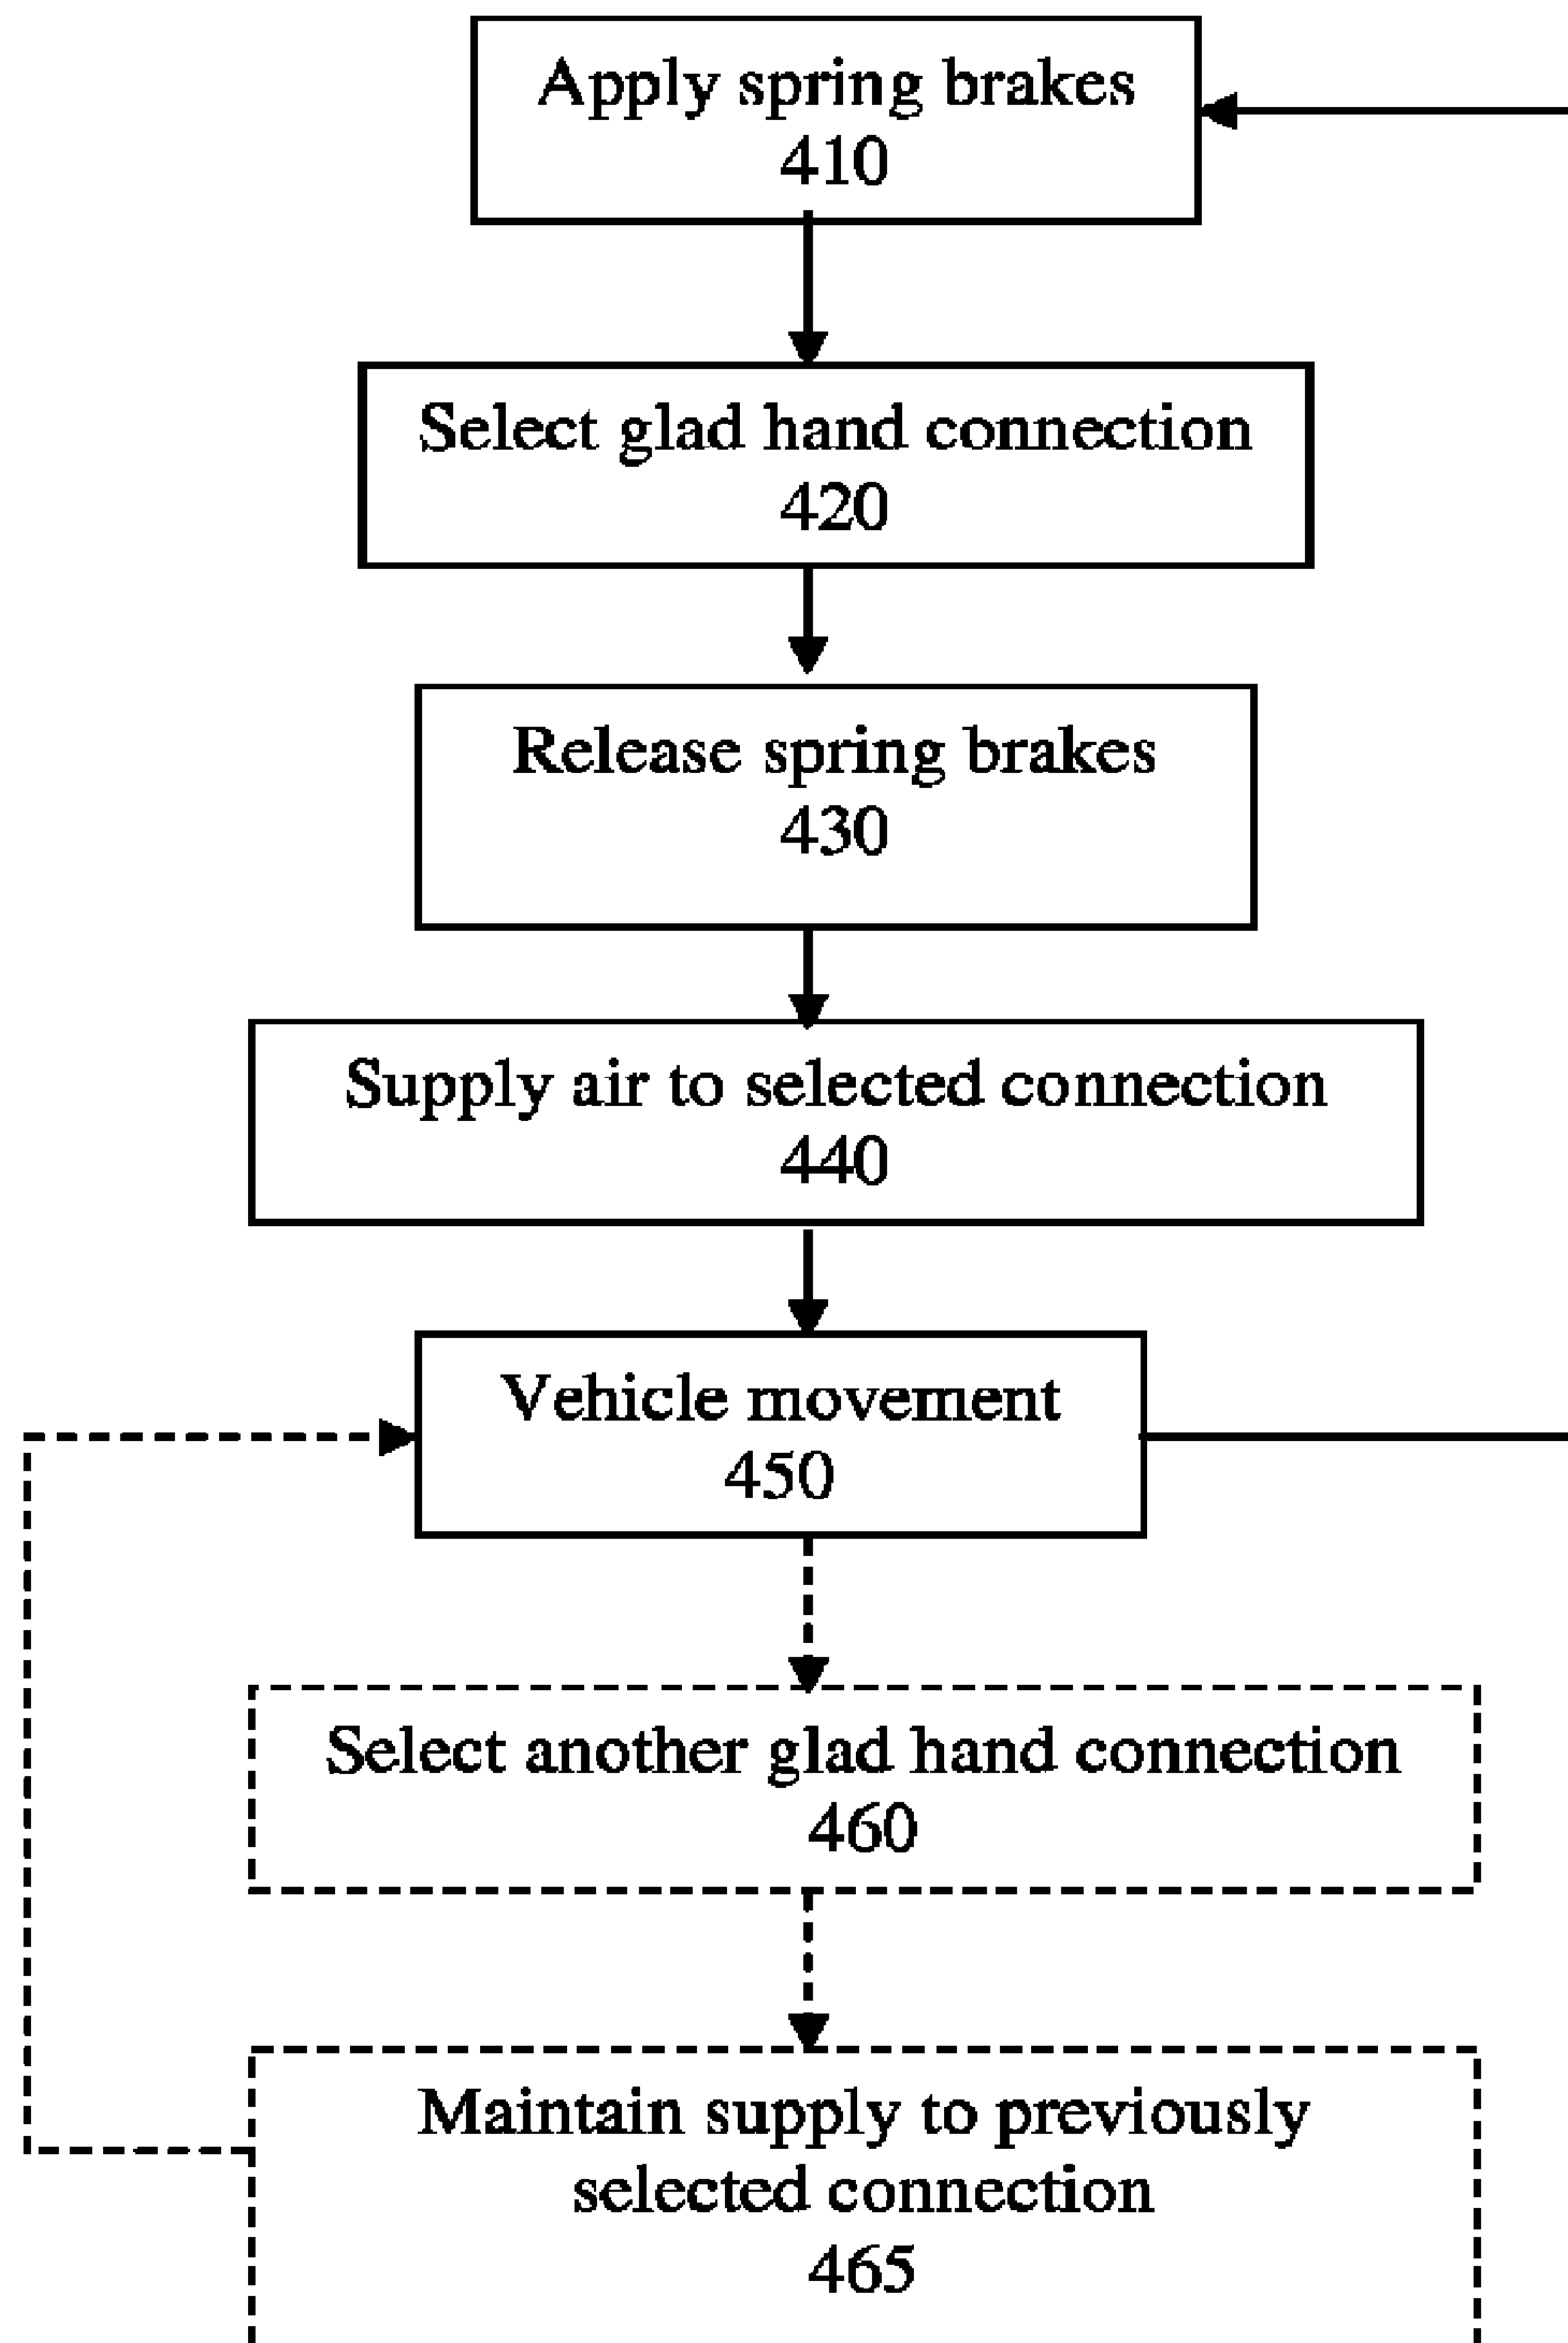 Apply spring brakes
410
Select glad hand connection
420
Release spring brakes
430
Supply air to selected connection
440
Vehicle movement
450
Select another glad hand connection
460
Maintain supply to previously
selected connection
465